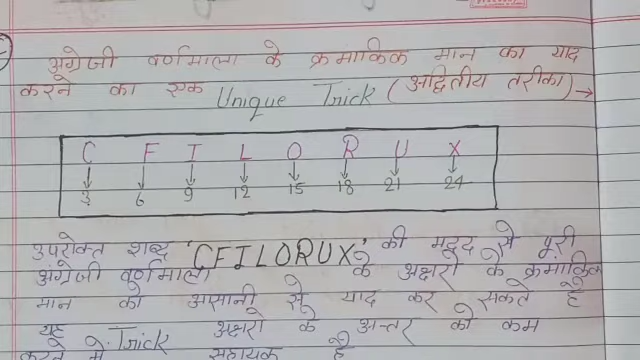 अंग्रेजी वर्णमाला के क्रमांकिक मान को याद
करने का एक Unique Trick (अद्वितीय तरीका)→
C F I L O R U X
3 6 9 12 15 18 21 24
उपरोक्त शब्द 'CFILORUX' की मदद से पूरी
अंग्रेजी वर्णमाला के अक्षरों के क्रमांकिक
मान को आसानी से याद कर सकते है
यह Trick अक्षरों के अन्तर को कम
करने में सहायक है